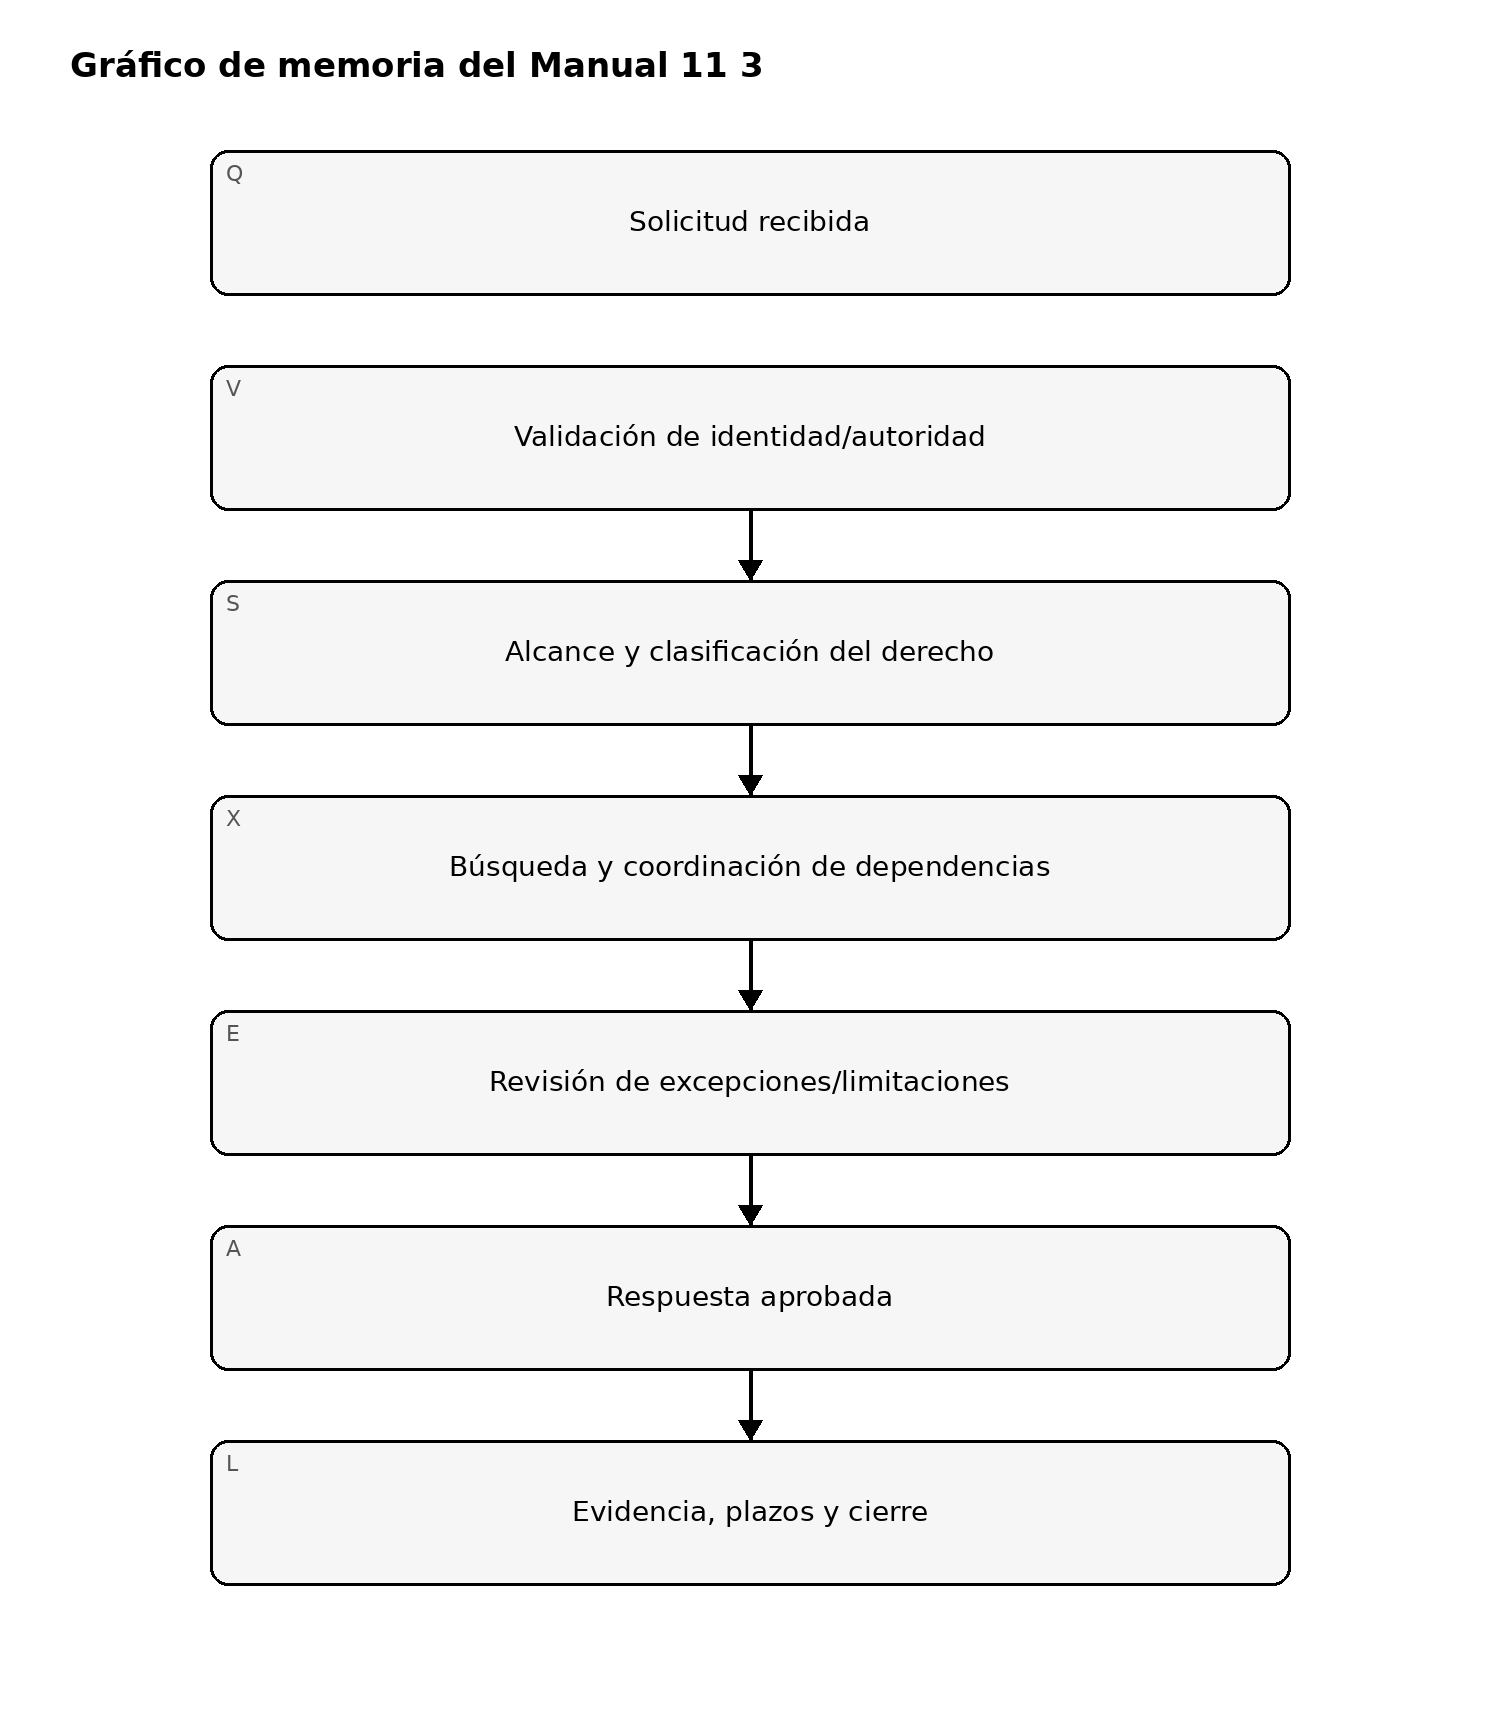 Gráfico de memoria del Manual 11 3
Q
Solicitud recibida
V
Validación de identidad/autoridad
S
Alcance y clasificación del derecho
X
Búsqueda y coordinación de dependencias
E
Revisión de excepciones/limitaciones
A
Respuesta aprobada
L
Evidencia, plazos y cierre